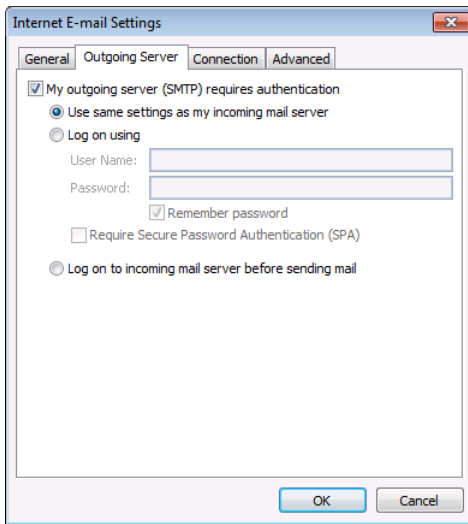 Internet E-mail Settings
General Outgoing Server Connection Advanced
My outgoing server (SMTP) requires authentication
Use same settings as my incoming mail server
Log on using
User Name:
Password:
Remember password
Require Secure Password Authentication (SPA)
Log on to incoming mail server before sending mail
OK Cancel